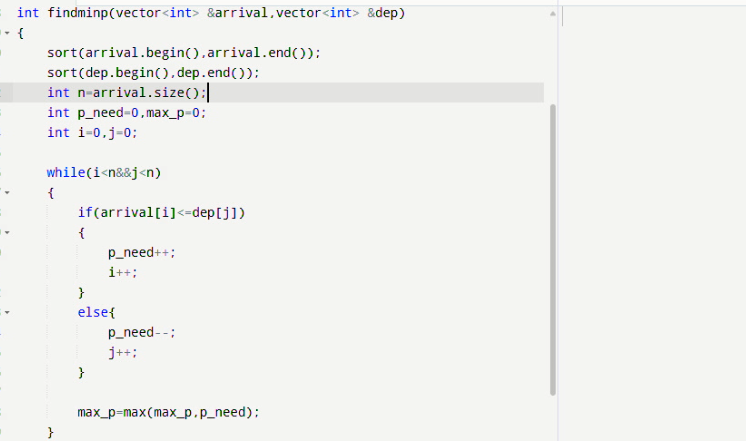 int findminp(vector<int> &arrival,vector<int> &dep)
{
    sort(arrival.begin(),arrival.end());
    sort(dep.begin(),dep.end());
    int n=arrival.size();
    int p_need=0,max_p=0;
    int i=0,j=0;
    while(i<n&&j<n)
    {
        if(arrival[i]<=dep[j])
        {
            p_need++;
            i++;
        }
        else{
            p_need--;
            j++;
        }
        max_p=max(max_p,p_need);
    }